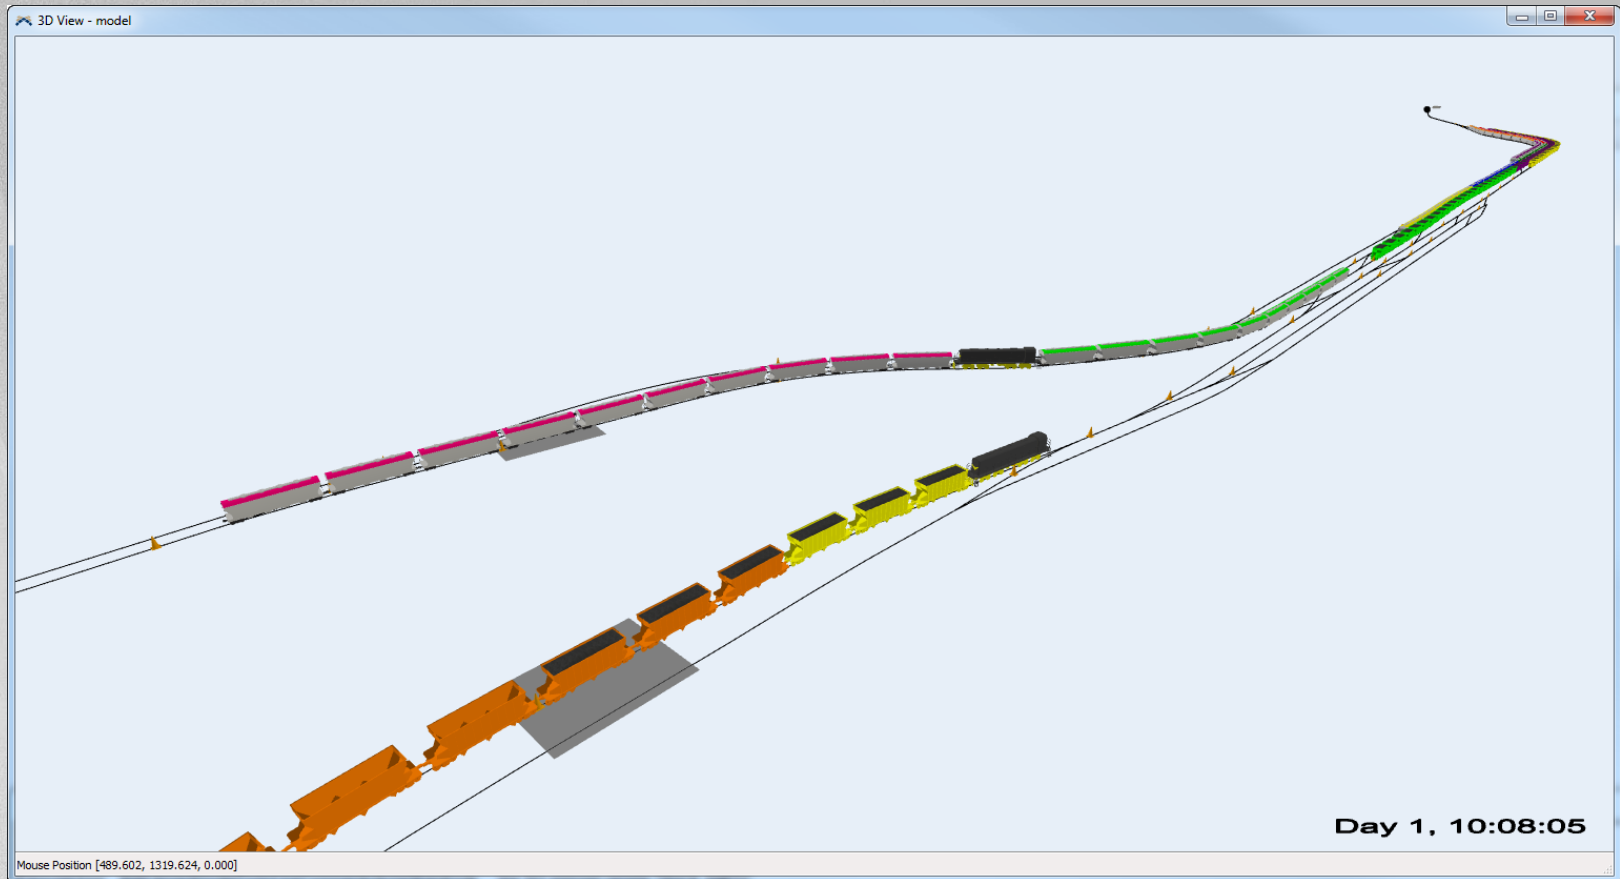 3D View - model
Day 1, 10:08:05
Mouse Position [489.602, 1319.624, 0.000]